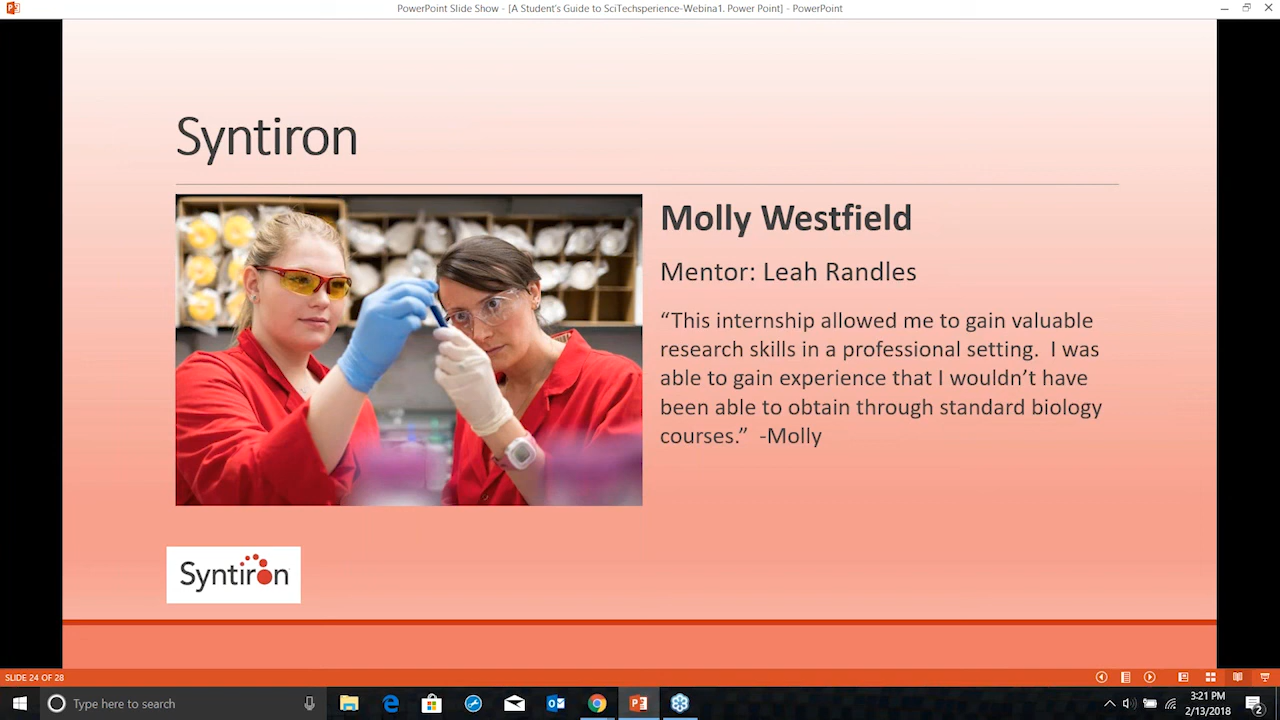 PowerPoint Slide Show - [A Student's Guide to SciTechsperience-Webina1. Power Point] - PowerPoint
Syntiron
Molly Westfield
Mentor: Leah Randles
“This internship allowed me to gain valuable
research skills in a professional setting.  I was
able to gain experience that I wouldn’t have
been able to obtain through standard biology
courses.”  -Molly
Syntiron
SLIDE 24 OF 28
Type here to search
3:21 PM
2/13/2018
2